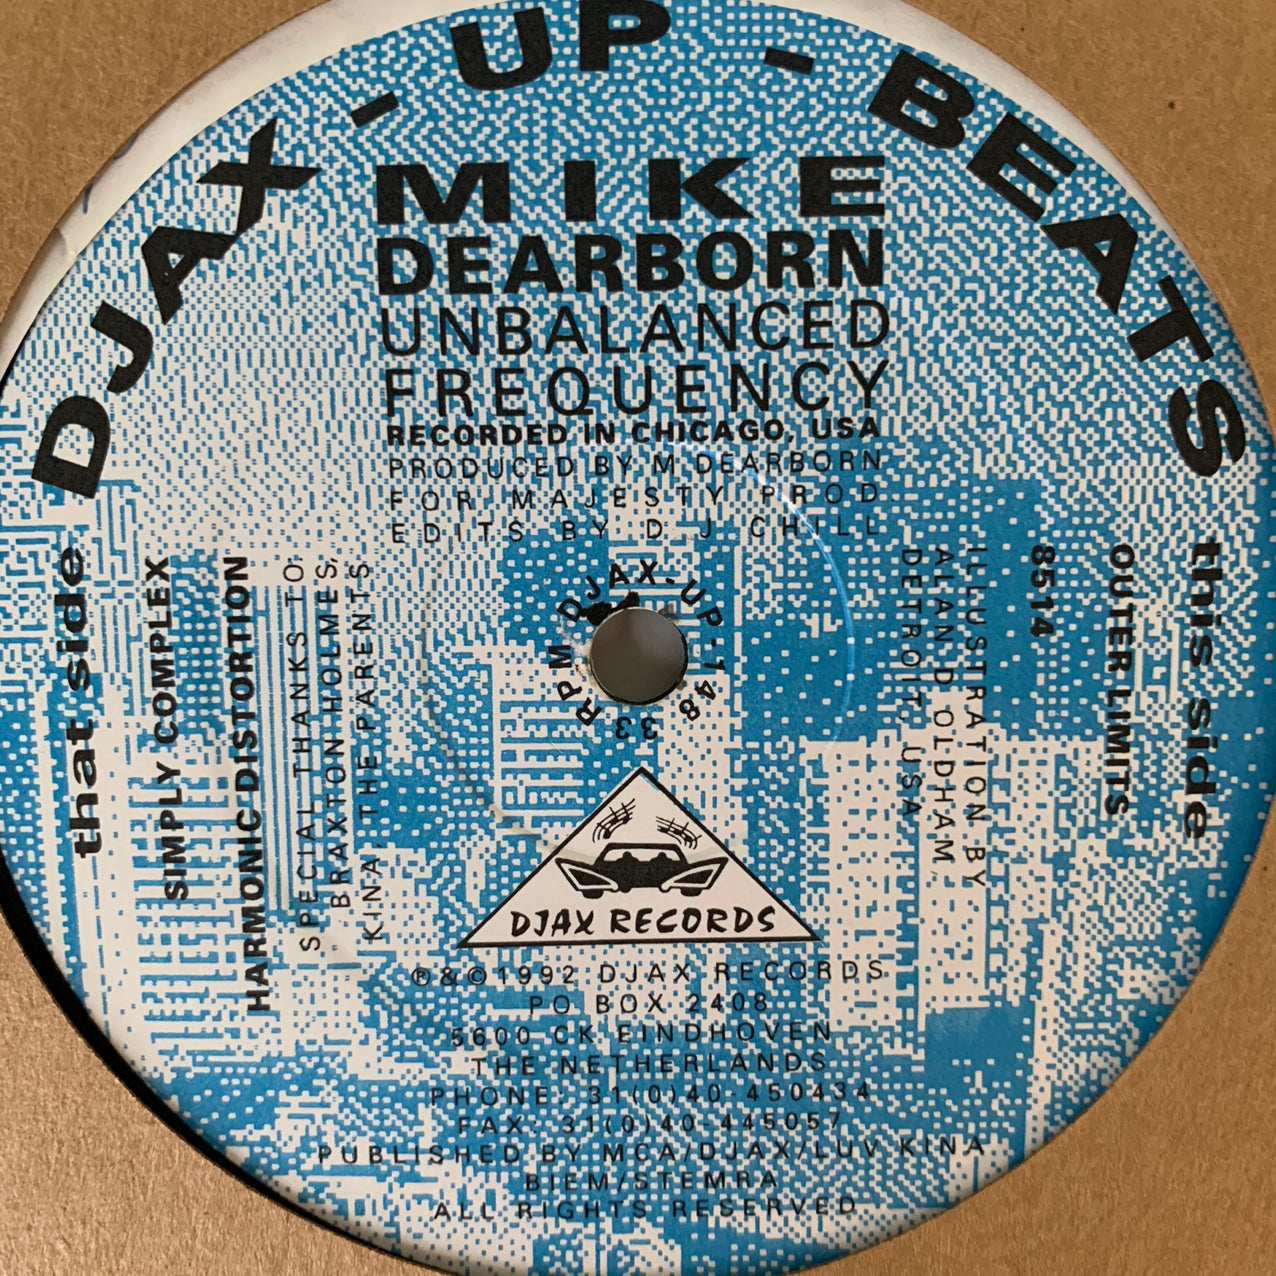 DJAX - UP - BEATS
MIKE
DEARBORN
UNBALANCED
FREQUENCY
RECORDED IN CHICAGO, USA
PRODUCED BY M DEARBORN
FOR MAJESTY PROD
EDITS BY D J CHILL
that side
SIMPLY COMPLEX
HARMONIC DISTORTION
SPECIAL THANKS TO:
BRAXTON HOLMES,
KINA, THE PARENTS
this side
OUTER LIMITS
8514
ILLUSTRATION BY
ALAN D OLDHAM,
DETROIT, USA
33 RPM DJAX-UP-148
DJAX RECORDS
℗&©1992 DJAX RECORDS
PO BOX 2408
5600 CK EINDHOVEN
THE NETHERLANDS
PHONE: 31(0)40-450434
FAX: 31(0)40-445057
PUBLISHED BY MCA/DJAX/LUV KINA
BIEM/STEMRA
ALL RIGHTS RESERVED